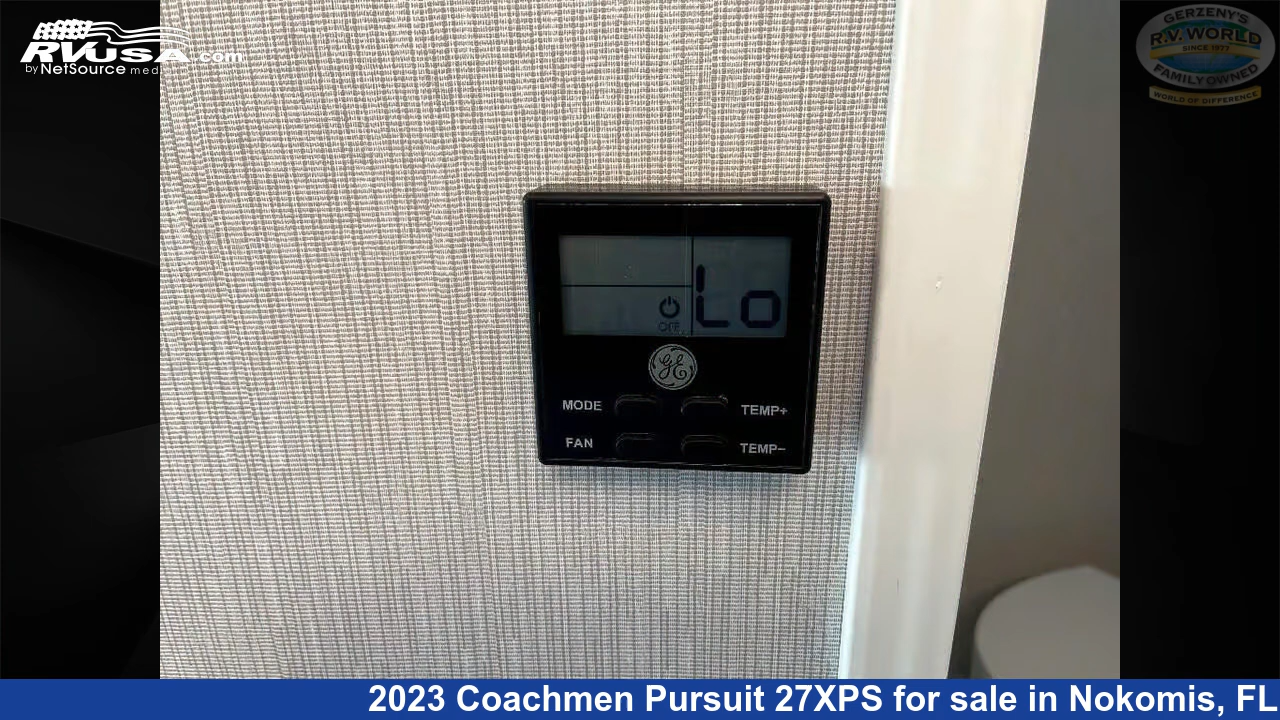 RVUSA.com
by NetSource media
GERZENY'S
R.V. WORLD
SINCE 1977
FAMILY OWNED
WORLD OF DIFFERENCE
Lo
GE
MODE
TEMP+
FAN
TEMP–
2023 Coachmen Pursuit 27XPS for sale in Nokomis, FL